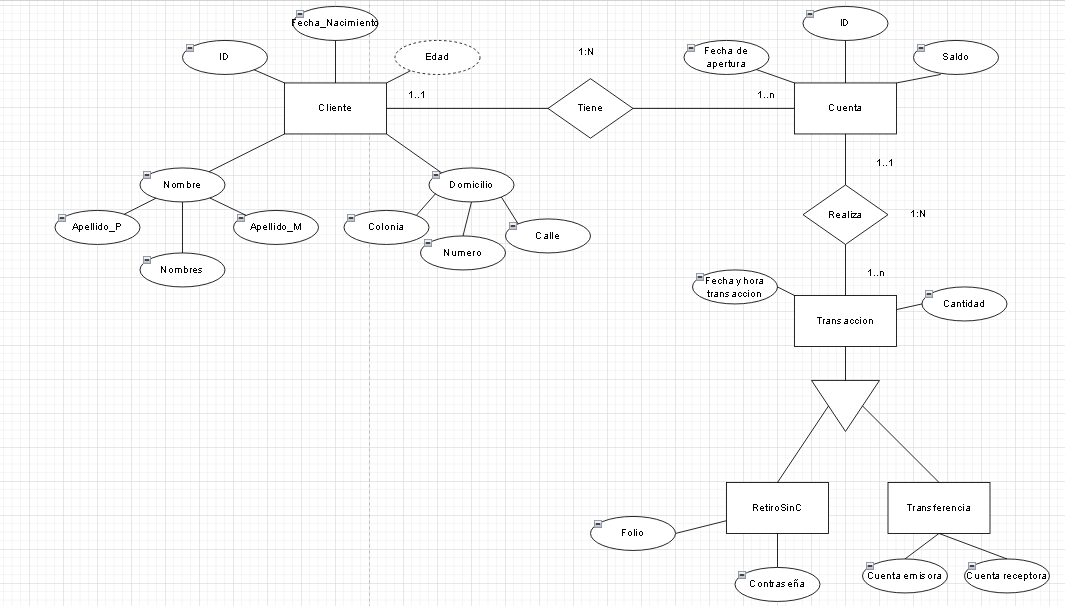 Fecha_Nacimiento
ID
Edad
Cliente
1..1
1:N
Tiene
1..n
Fecha de
apertura
ID
Saldo
Cuenta
Nombre
Apellido_P
Nombres
Apellido_M
Domicilio
Colonia
Numero
Calle
1..1
Realiza
1:N
1..n
Fecha y hora
transaccion
Cantidad
Transaccion
RetiroSinC
Folio
Contraseña
Transferencia
Cuenta emisora
Cuenta receptora